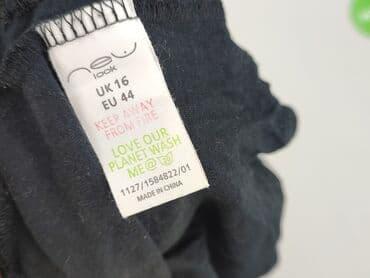 new
look
UK 16
EU 44
KEEP AWAY
FROM FIRE
LOVE OUR
PLANET WASH
ME@
1127/1584822/01
MADE IN CHINA